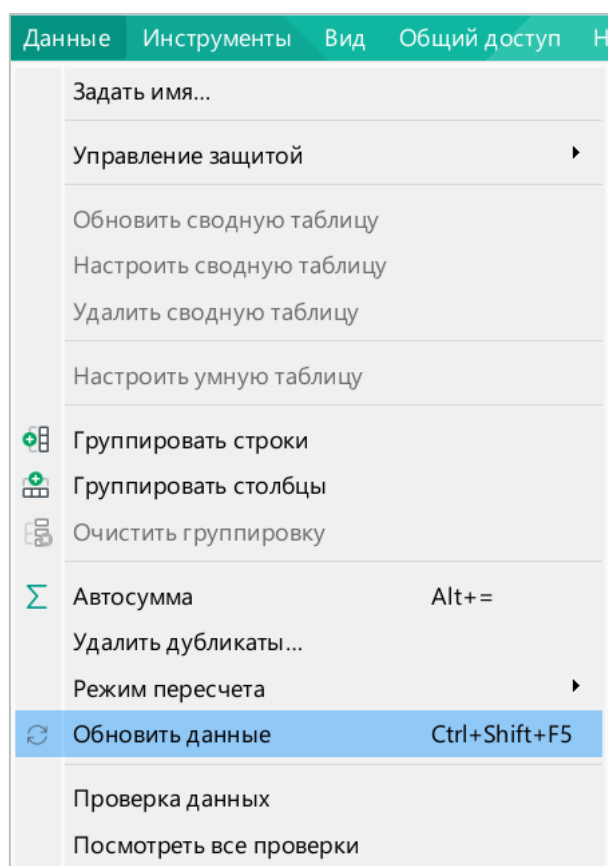 Данные Инструменты Вид Общий доступ Н
Задать имя...
Управление защитой
Обновить сводную таблицу
Настроить сводную таблицу
Удалить сводную таблицу
Настроить умную таблицу
Группировать строки
Группировать столбцы
Очистить группировку
Автосумма Alt+=
Удалить дубликаты...
Режим пересчета
Обновить данные Ctrl+Shift+F5
Проверка данных
Посмотреть все проверки